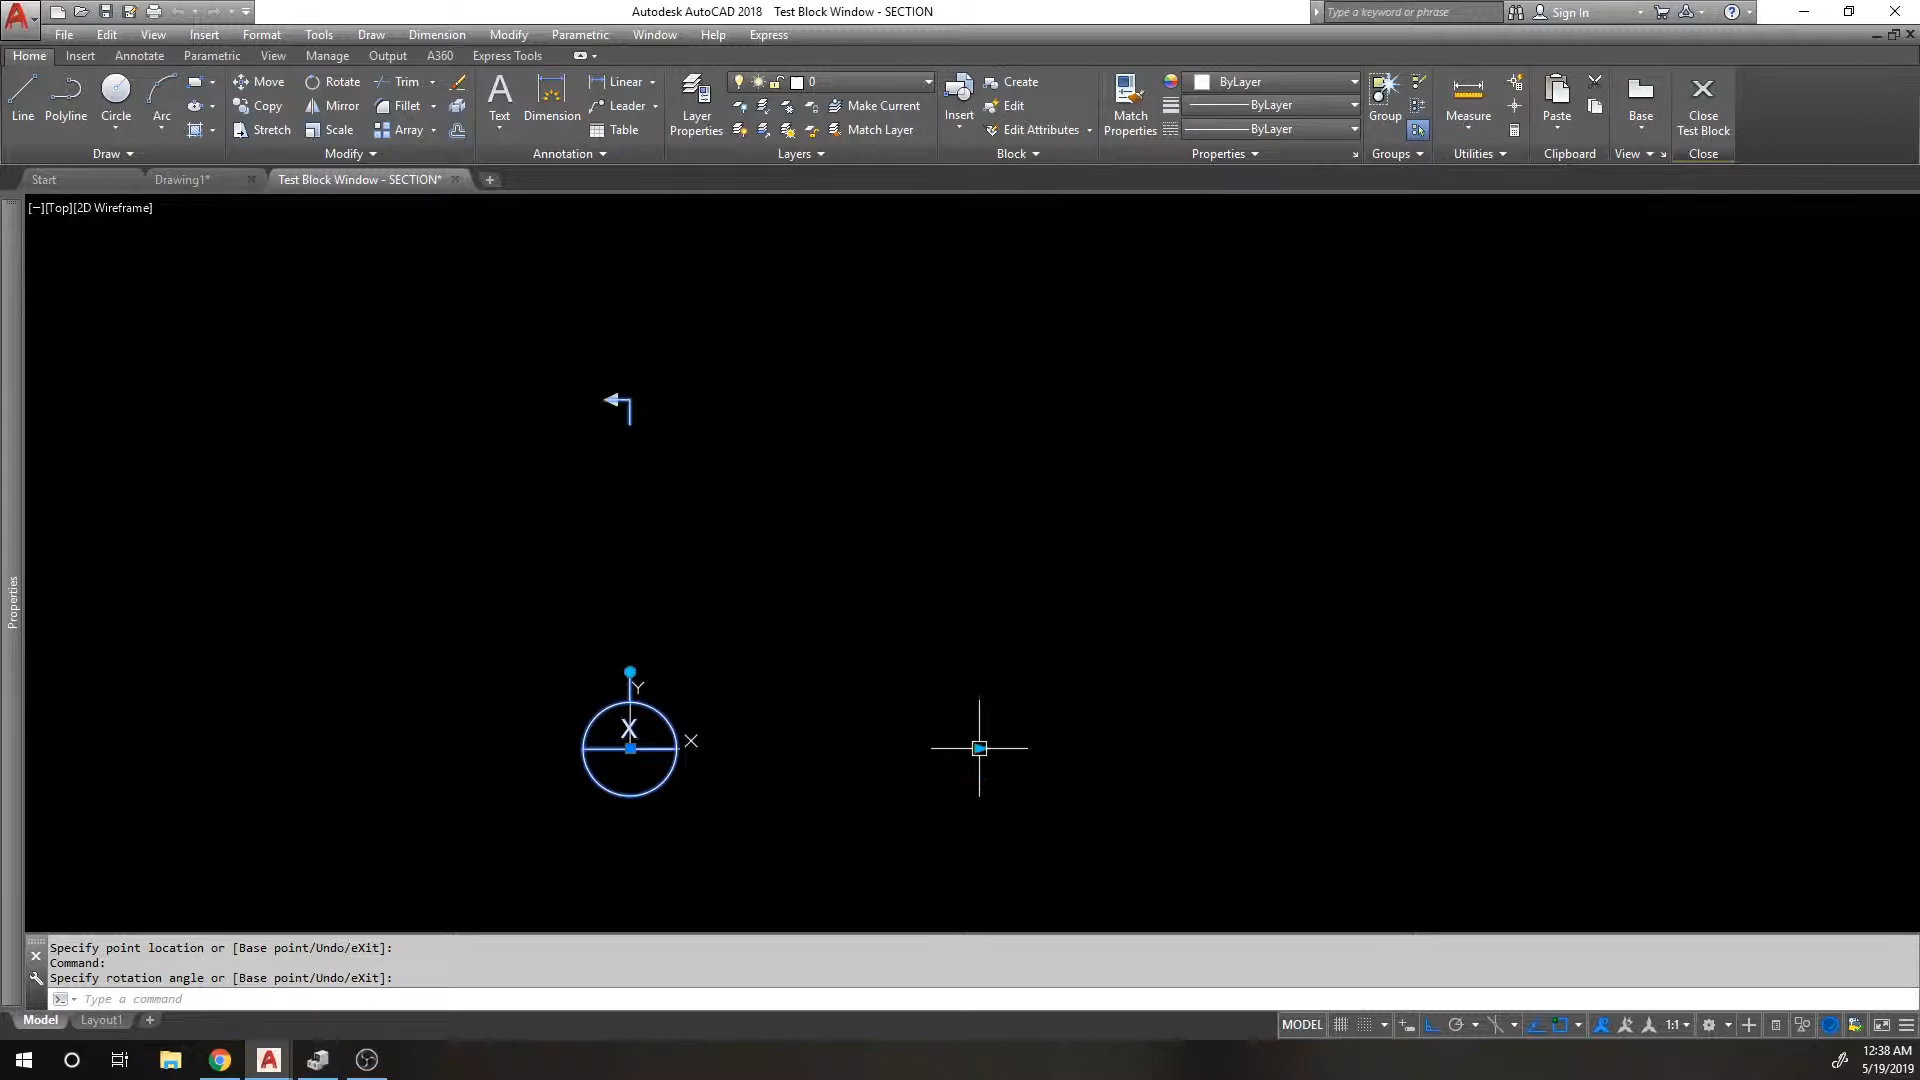 Autodesk AutoCAD 2018 Test Block Window - SECTION
Type a keyword or phrase
Sign In
File Edit View Insert Format Tools Draw Dimension Modify Parametric Window Help Express
Home Insert Annotate Parametric View Manage Output A360 Express Tools
Line Polyline Circle Arc
Draw
Move Rotate Trim
Copy Mirror Fillet
Stretch Scale Array
Modify
Text Dimension
Linear
Leader
Table
Annotation
Layer
Properties
0
Make Current
Match Layer
Layers
Insert
Create
Edit
Edit Attributes
Block
Match
Properties
ByLayer
ByLayer
ByLayer
Properties
Group
Groups
Measure
Utilities
Paste
Clipboard
Base
View
Close
Test Block
Close
Start Drawing1* Test Block Window - SECTION*
[−][Top][2D Wireframe]
Properties
Y
X
X
Specify point location or [Base point/Undo/eXit]:
Command:
Specify rotation angle or [Base point/Undo/eXit]:
Type a command
Model Layout1
MODEL
1:1
12:38 AM
5/19/2019